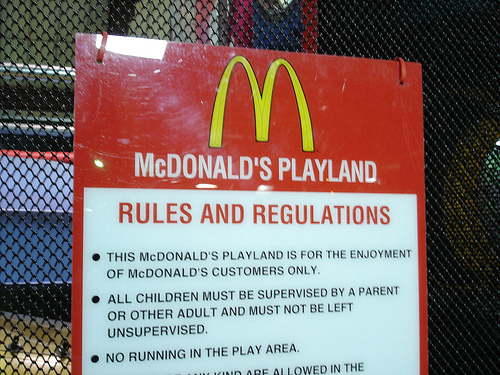 McDONALD'S PLAYLAND
RULES AND REGULATIONS
• THIS McDONALD'S PLAYLAND IS FOR THE ENJOYMENT
OF McDONALD'S CUSTOMERS ONLY.
• ALL CHILDREN MUST BE SUPERVISED BY A PARENT
OR OTHER ADULT AND MUST NOT BE LEFT
UNSUPERVISED.
• NO RUNNING IN THE PLAY AREA.
ANY KIND ARE ALLOWED IN THE